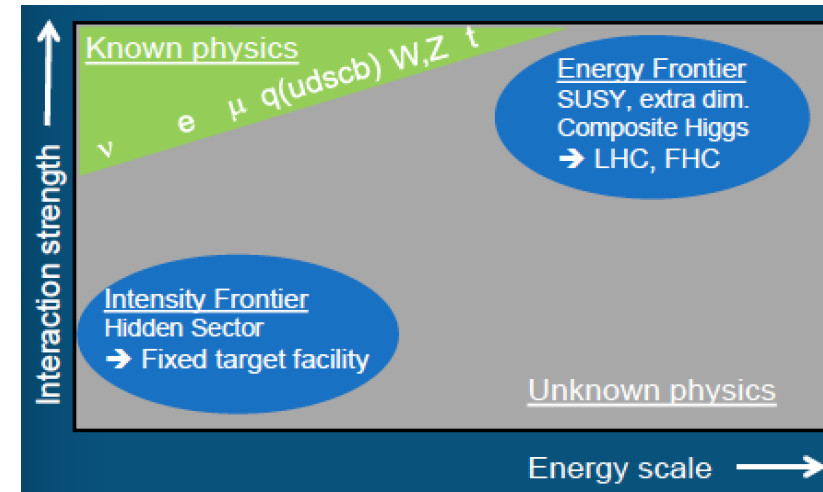 Known physics
ν e μ q(udscb) W,Z t
Energy Frontier
SUSY, extra dim.
Composite Higgs
➔ LHC, FHC
Interaction strength
Intensity Frontier
Hidden Sector
➔ Fixed target facility
Unknown physics
Energy scale